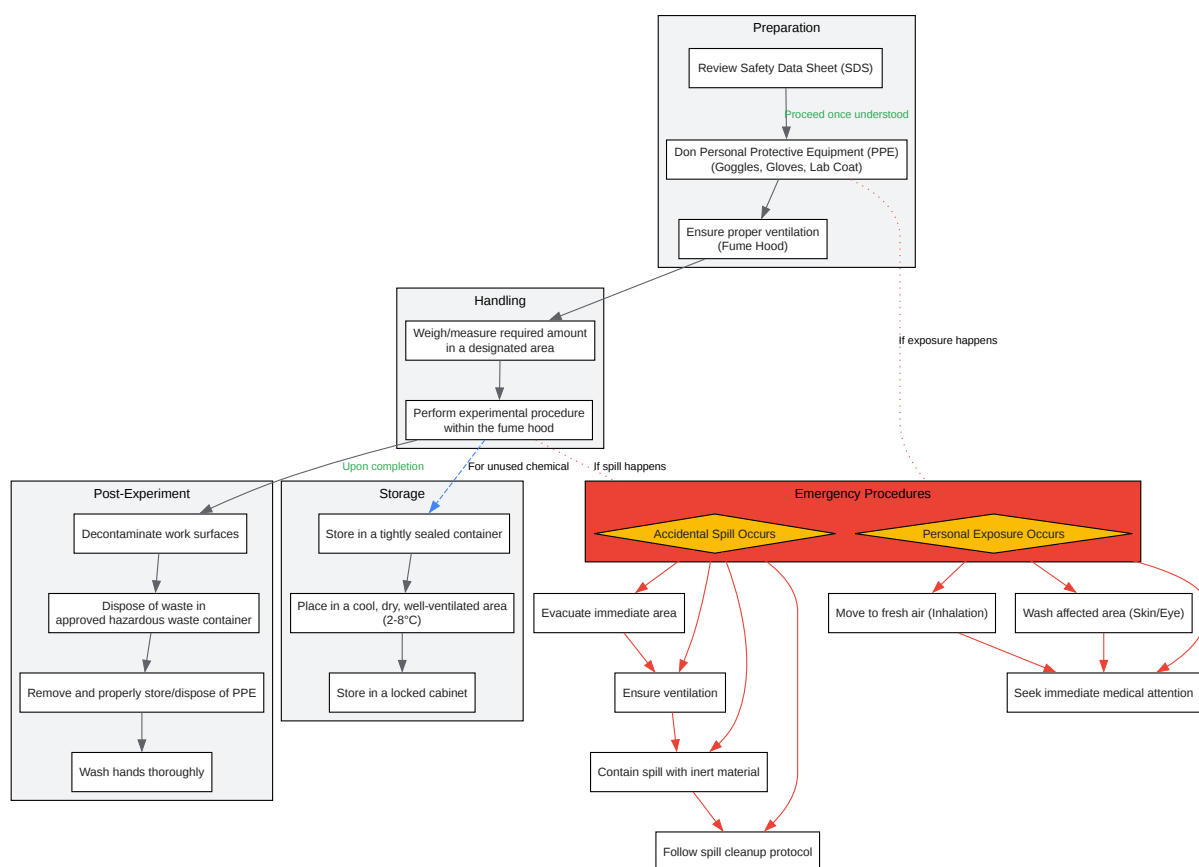 Preparation
Review Safety Data Sheet (SDS)
Proceed once understood
Don Personal Protective Equipment (PPE)
(Goggles, Gloves, Lab Coat)
Ensure proper ventilation
(Fume Hood)
Handling
Weigh/measure required amount
in a designated area
Perform experimental procedure
within the fume hood
If exposure happens
Upon completion
For unused chemical
If spill happens
Post-Experiment
Decontaminate work surfaces
Dispose of waste in
approved hazardous waste container
Remove and properly store/dispose of PPE
Wash hands thoroughly
Storage
Store in a tightly sealed container
Place in a cool, dry, well-ventilated area
(2-8°C)
Store in a locked cabinet
Emergency Procedures
Accidental Spill Occurs
Personal Exposure Occurs
Evacuate immediate area
Ensure ventilation
Contain spill with inert material
Follow spill cleanup protocol
Move to fresh air (Inhalation)
Wash affected area (Skin/Eye)
Seek immediate medical attention